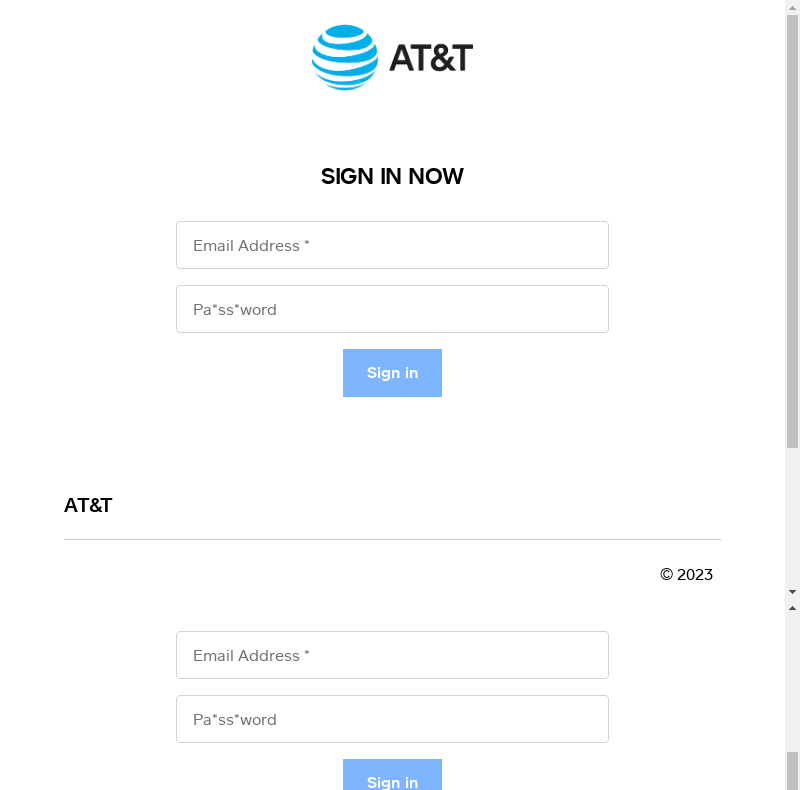 AT&T
SIGN IN NOW
Email Address *
Pa*ss*word
Sign in
AT&T
© 2023
Email Address *
Pa*ss*word
Sign in